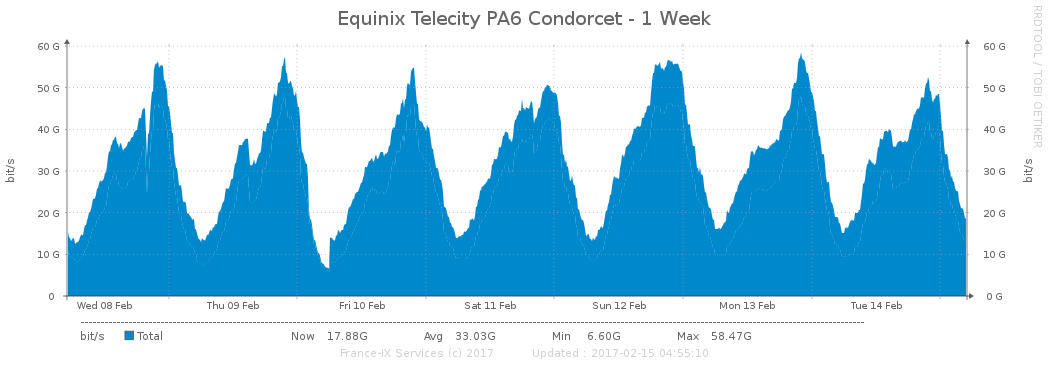 Equinix Telecity PA6 Condorcet - 1 Week
RRDTOOL / TOBI OETIKER
60 G 60 G
50 G 50 G
40 G 40 G
30 G 30 G
20 G 20 G
10 G 10 G
0 0 G
bit/s bit/s
Wed 08 Feb Thu 09 Feb Fri 10 Feb Sat 11 Feb Sun 12 Feb Mon 13 Feb Tue 14 Feb
bit/s Total Now 17.88G Avg 33.03G Min 6.60G Max 58.47G
France-IX Services (c) 2017 Updated : 2017-02-15 04:55:10